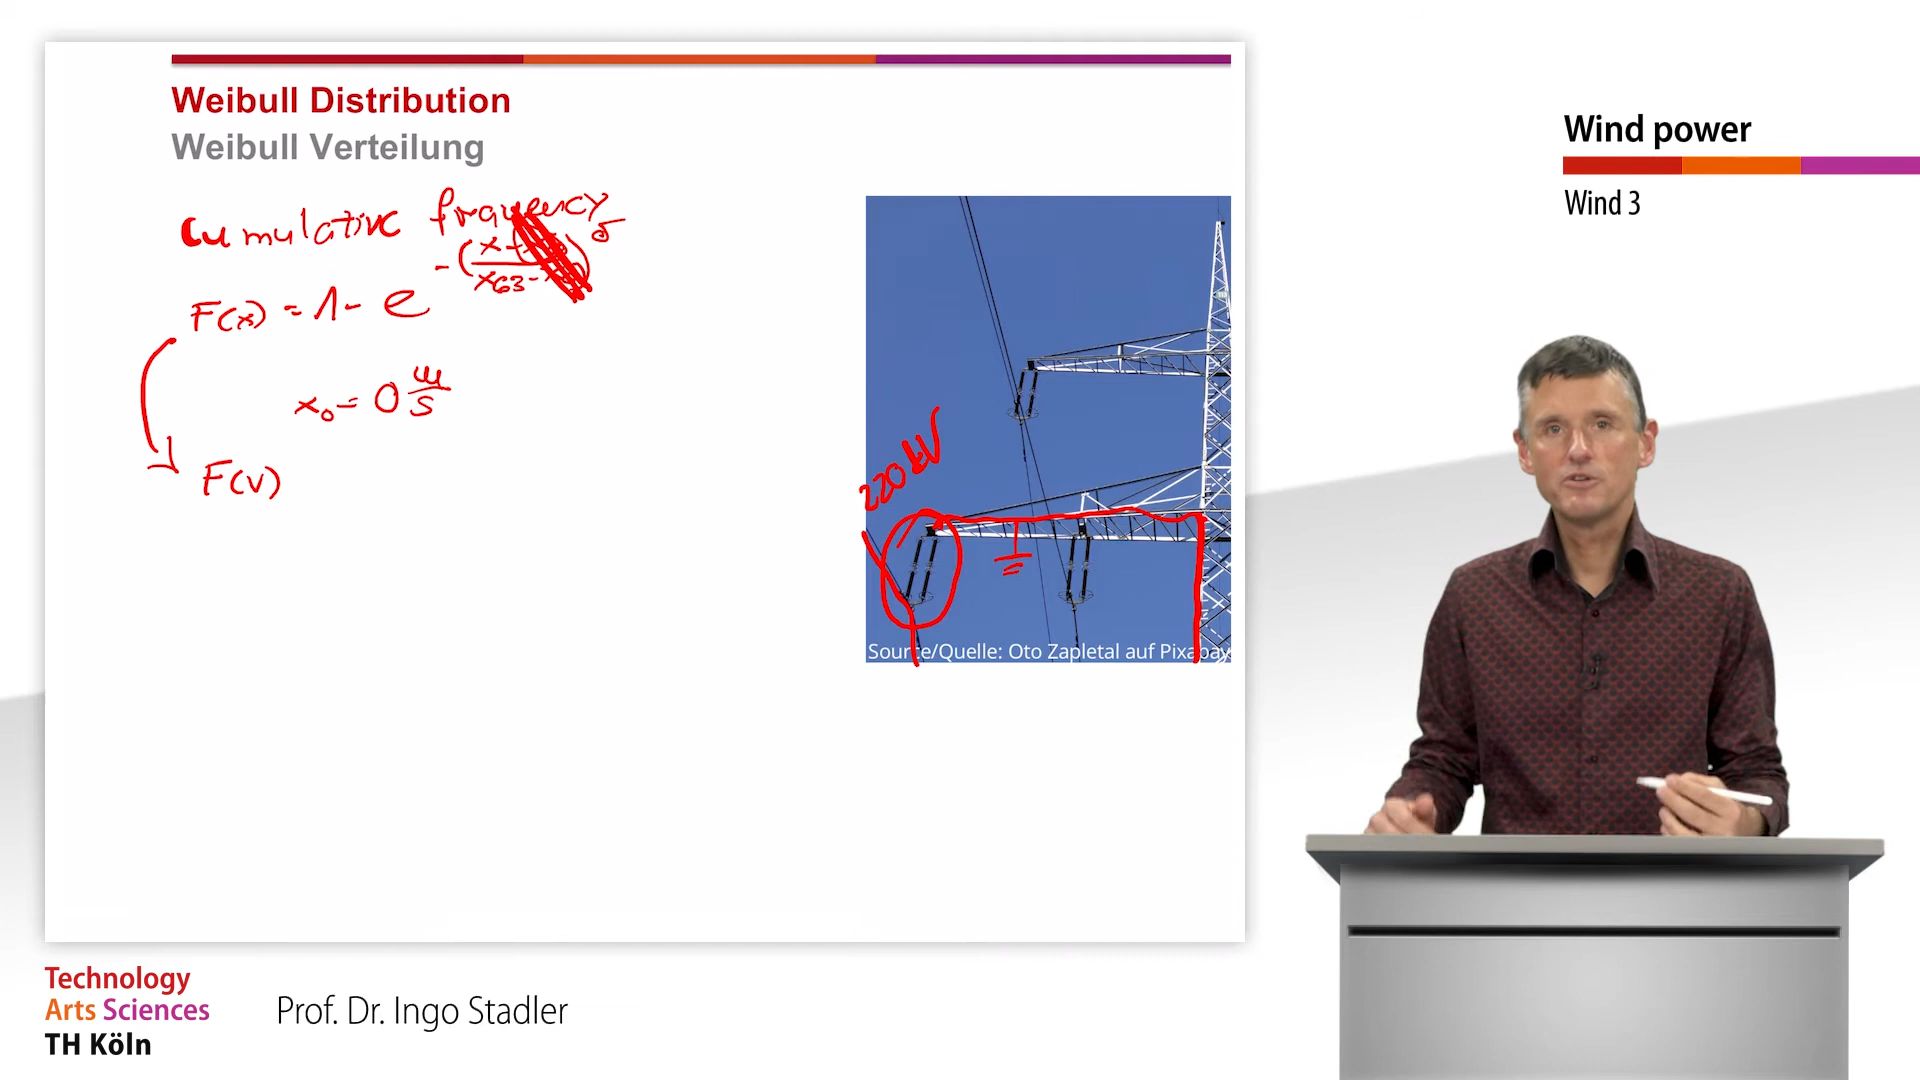 Weibull Distribution
Weibull Verteilung
Cumulative frequency
F(x) = 1 - e
- (x - / x63 -)
x₀ = 0 m/s
F(v)
220 kV
Source/Quelle: Oto Zapletal auf Pixabay
Wind power
Wind 3
Technology
Arts Sciences
TH Köln
Prof. Dr. Ingo Stadler